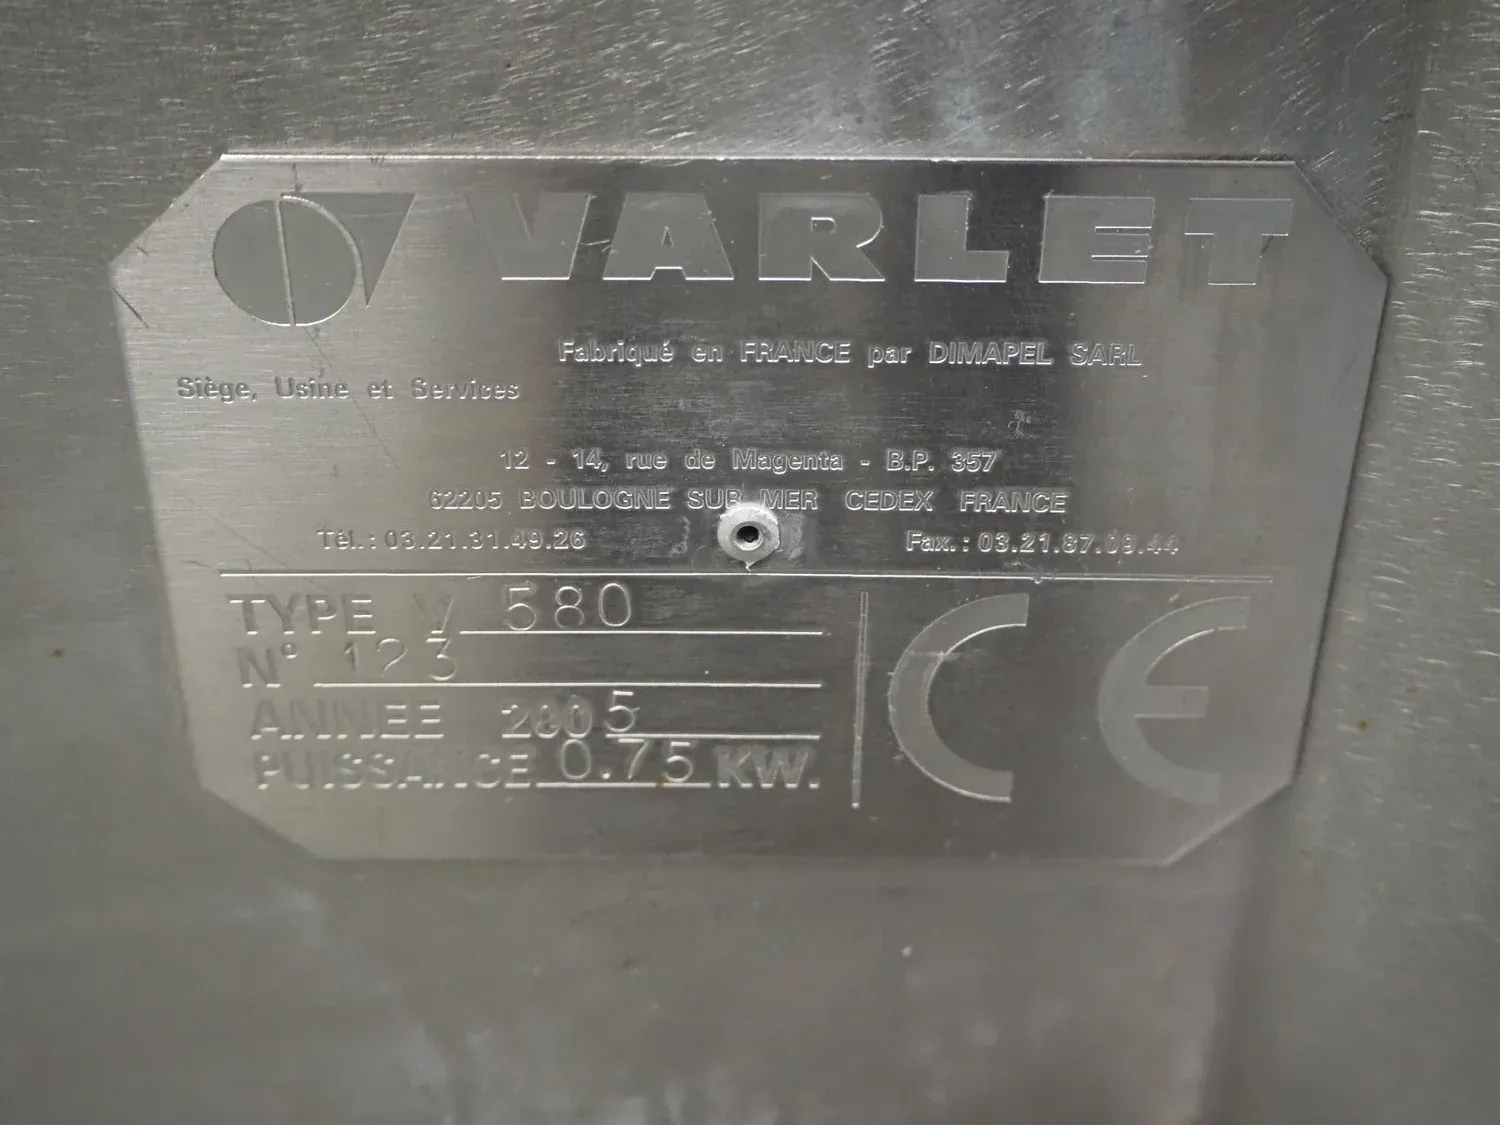 VARLET
Fabriqué en FRANCE par DIMAPEL SARL
Siège, Usine et Services
12 - 14, rue de Magenta - B.P. 357
62205 BOULOGNE SUR MER CEDEX FRANCE
Tél.: 03.21.31.49.26 Fax.: 03.21.87.09.44
TYPE V 580
N° 123
ANNEE 2005
PUISSANCE 0.75 KW.
CE